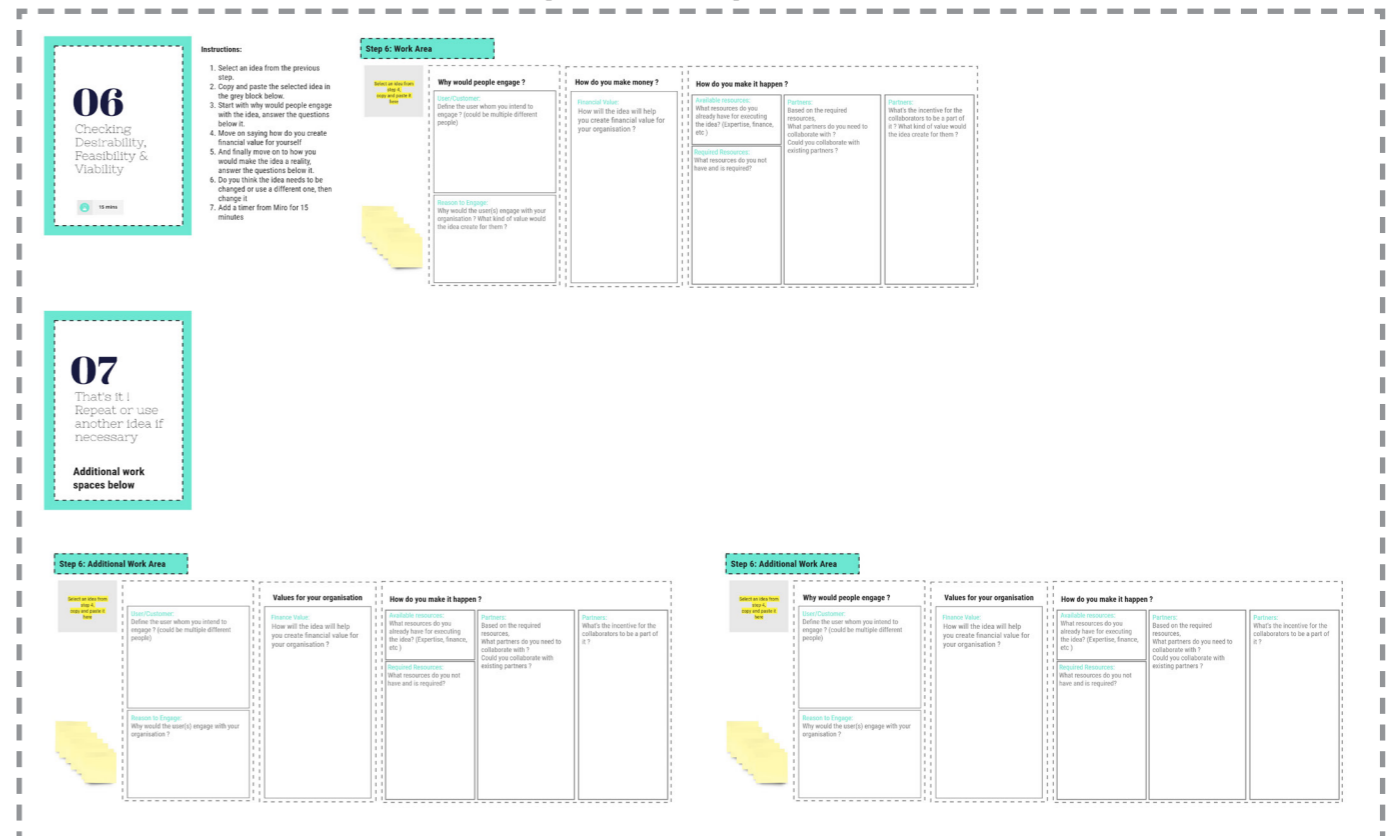 06
Checking
Desirability,
Feasibility &
Viability
15 mins
Instructions:
1. Select an idea from the previous
step.
2. Copy and paste the selected idea in
the grey block below.
3. Start with why would people engage
with the idea, answer the questions
below it.
4. Move on saying how do you create
financial value for yourself
5. And finally move on to how you
would make the idea a reality,
answer the questions below it.
6. Do you think the idea needs to be
changed or use a different one, then
change it
7. Add a timer from Miro for 15
minutes
Step 6: Work Area
Select an idea from
step 4,
copy and paste it
here
Why would people engage ?
User/Customer:
Define the user whom you intend to
engage ? (could be multiple different
people)
Reason to Engage:
Why would the user(s) engage with your
organisation ? What kind of value would
the idea create for them ?
How do you make money ?
Financial Value:
How will the idea will help
you create financial value for
your organisation ?
How do you make it happen ?
Available resources:
What resources do you
already have for executing
the idea? (Expertise, finance,
etc )
Required Resources:
What resources do you not
have and is required?
Partners:
Based on the required
resources,
What partners do you need to
collaborate with ?
Could you collaborate with
existing partners ?
Partners:
What's the incentive for the
collaborators to be a part of
it ? What kind of value would
the idea create for them ?
07
That's it !
Repeat or use
another idea if
necessary
Additional work
spaces below
Step 6: Additional Work Area
Select an idea from
step 4,
copy and paste it
here
User/Customer:
Define the user whom you intend to
engage ? (could be multiple different
people)
Reason to Engage:
Why would the user(s) engage with your
organisation ?
Values for your organisation
Finance Value:
How will the idea will help
you create financial value for
your organisation ?
How do you make it happen ?
Available resources:
What resources do you
already have for executing
the idea? (Expertise, finance,
etc )
Required Resources:
What resources do you not
have and is required?
Partners:
Based on the required
resources,
What partners do you need to
collaborate with ?
Could you collaborate with
existing partners ?
Partners:
What's the incentive for the
collaborators to be a part of
it ?
Step 6: Additional Work Area
Select an idea from
step 4,
copy and paste it
here
Why would people engage ?
User/Customer:
Define the user whom you intend to
engage ? (could be multiple different
people)
Reason to Engage:
Why would the user(s) engage with your
organisation ?
Values for your organisation
Finance Value:
How will the idea will help
you create financial value for
your organisation ?
How do you make it happen ?
Available resources:
What resources do you
already have for executing
the idea? (Expertise, finance,
etc )
Required Resources:
What resources do you not
have and is required?
Partners:
Based on the required
resources,
What partners do you need to
collaborate with ?
Could you collaborate with
existing partners ?
Partners:
What's the incentive for the
collaborators to be a part of
it ?